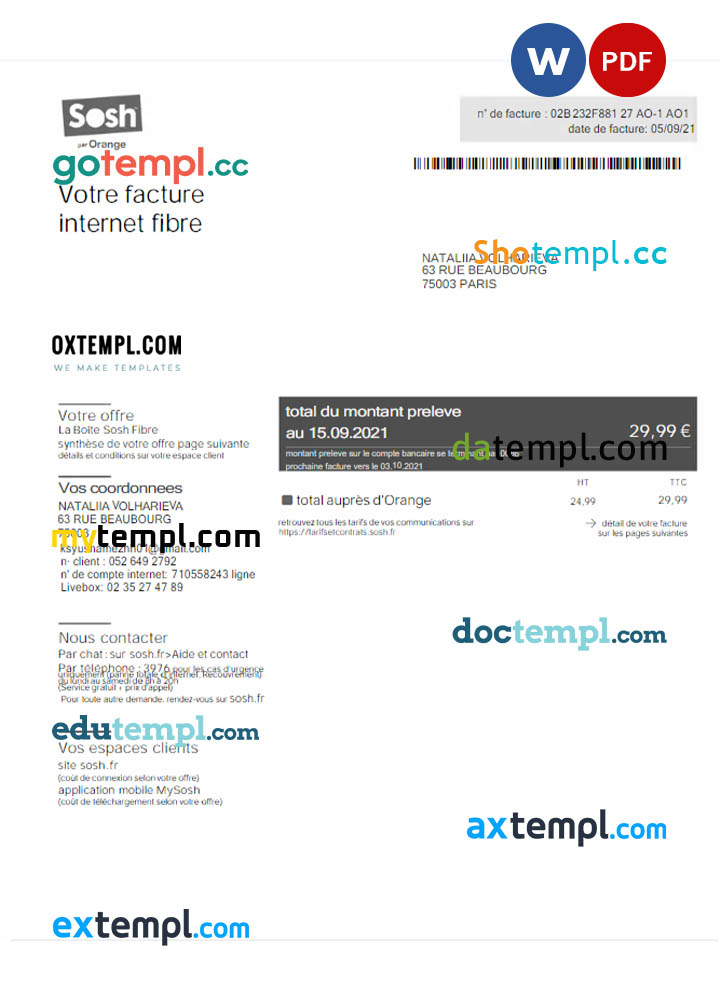 W PDF
Sosh
par Orange
n° de facture : 02B 232F881 27 AO-1 AO1
date de facture: 05/09/21
gotempl.cc
Votre facture
internet fibre
Shotempl.cc
NATALIIA VOLHARIEVA
63 RUE BEAUBOURG
75003 PARIS
OXTEMPL.COM
WE MAKE TEMPLATES
Votre offre
La Boite Sosh Fibre
synthèse de votre offre page suivante
détails et conditions sur votre espace client
total du montant preleve
au 15.09.2021
29,99 €
montant preleve sur le compte bancaire se
prochaine facture vers le 03.10.2021
datempl.com
HT TTC
total auprès d'Orange 24,99 29,99
retrouvez tous les tarifs de vos communications sur
https://tarifsetcontrats.sosh.fr
→ détail de votre facture
sur les pages suivantes
Vos coordonnees
NATALIIA VOLHARIEVA
63 RUE BEAUBOURG
75003
mytempl.com
n· client : 052 649 2792
n° de compte internet: 710558243 ligne
Livebox: 02 35 27 47 89
Nous contacter
Par chat : sur sosh.fr>Aide et contact
Par téléphone : 3976 pour les cas d'urgence
uniquement (panne totale d'internet, Recouvrement)
du lundi au samedi de 8h à 20h
(Service gratuit + prix d'appel)
Pour toute autre demande, rendez-vous sur sosh.fr
doctempl.com
edutempl.com
Vos espaces clients
site sosh.fr
(coût de connexion selon votre offre)
application mobile MySosh
(coût de téléchargement selon votre offre)
axtempl.com
extempl.com